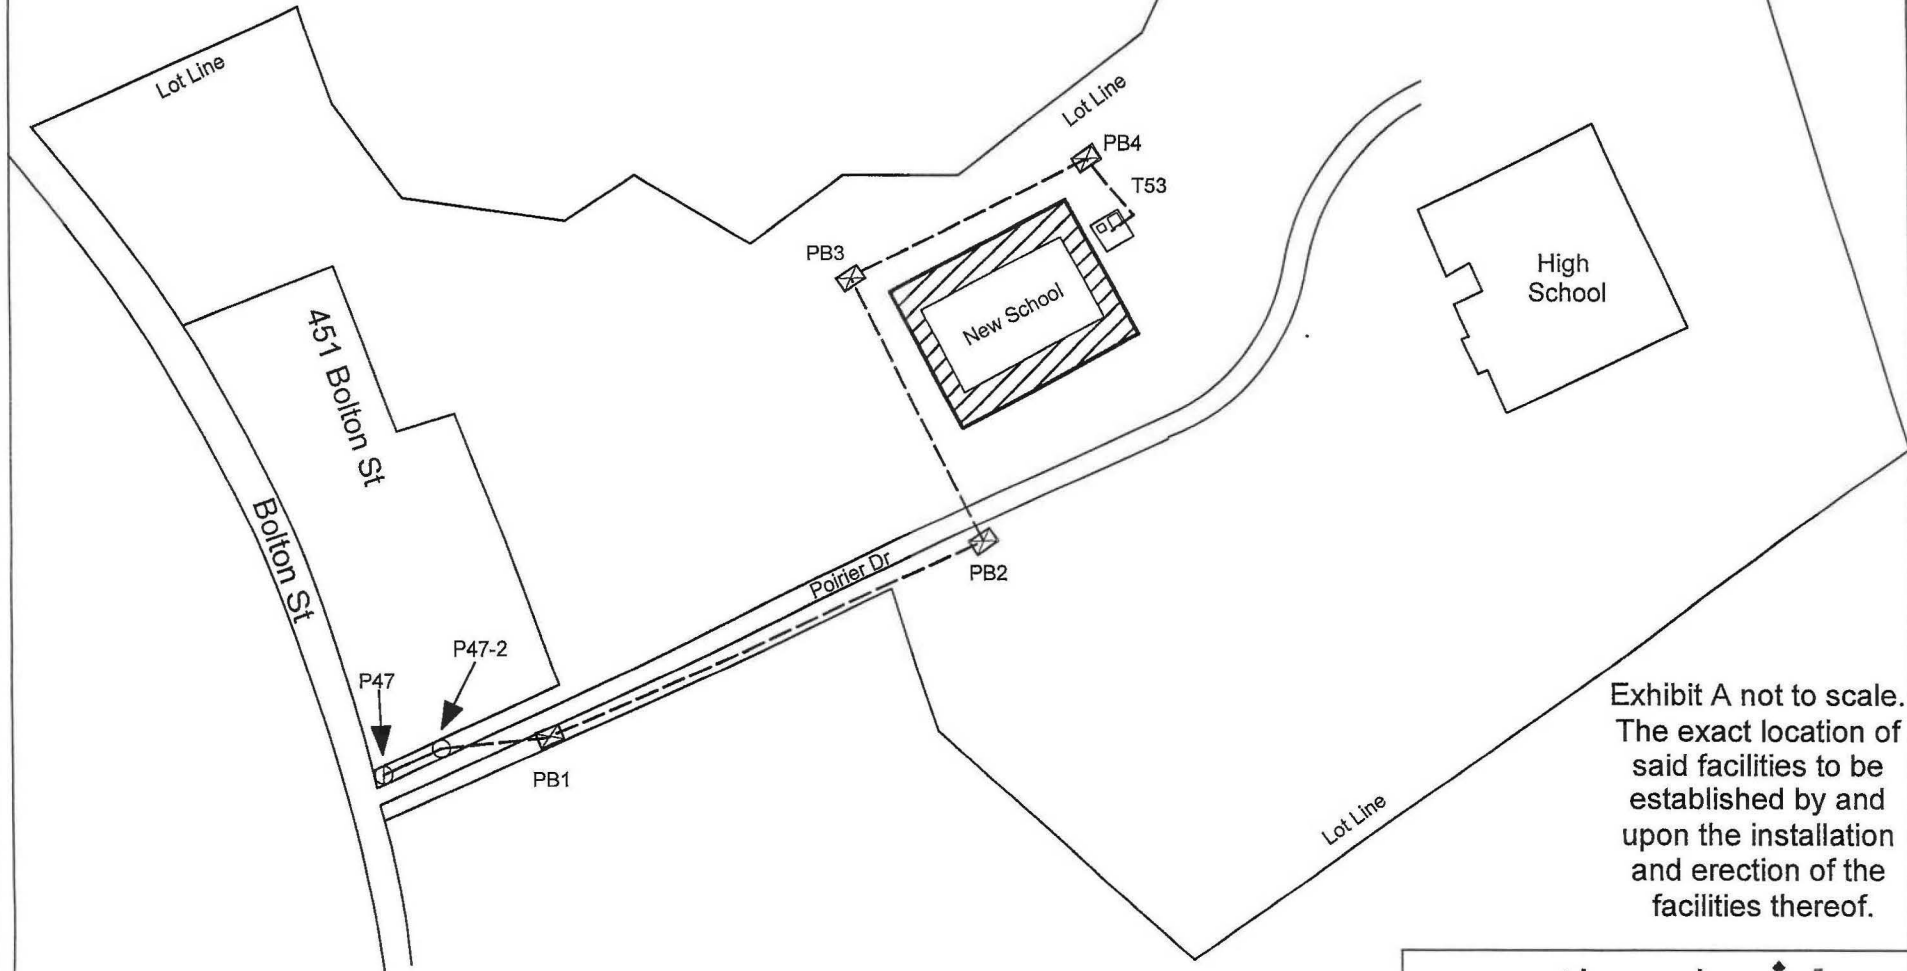 Lot Line
Lot Line
PB4
T53
PB3
New School
High
School
451 Bolton St
Bolton St
Poirier Dr
PB2
P47-2
P47
PB1
Lot Line
Exhibit A not to scale.
The exact location of
said facilities to be
established by and
upon the installation
and erection of the
facilities thereof.